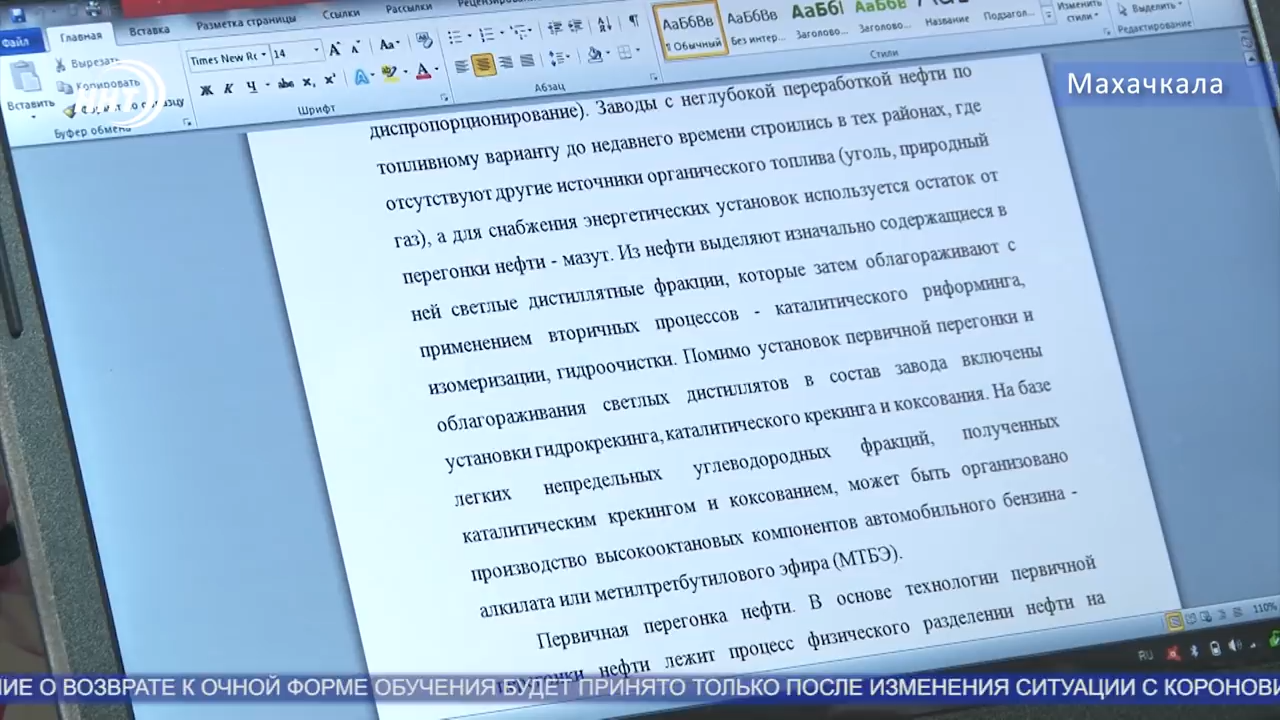 Файл
Главная
Вставка
Разметка страницы
Ссылки
Рассылки
Вставить
Вырезать
Копировать
Буфер обмена
Times New Ro
14
Ж К Ч
Шрифт
Абзац
АаБбВв
¶ Обычный
АаБбВв
Без интер...
АаБбІ
Заголово...
Заголово...
Название
Подзагол...
Стили
Изменить
стили
Выделить
Редактирование
Махачкала
диспропорционирование). Заводы с неглубокой переработкой нефти по
топливному варианту до недавнего времени строились в тех районах, где
отсутствуют другие источники органического топлива (уголь, природный
газ), а для снабжения энергетических установок используется остаток от
перегонки нефти - мазут. Из нефти выделяют изначально содержащиеся в
ней светлые дистиллятные фракции, которые затем облагораживают с
применением вторичных процессов - каталитического риформинга,
изомеризации, гидроочистки. Помимо установок первичной перегонки и
облагораживания светлых дистиллятов в состав завода включены
установки гидрокрекинга, каталитического крекинга и коксования. На базе
легких непредельных углеводородных фракций, полученных
каталитическим крекингом и коксованием, может быть организовано
производство высокооктановых компонентов автомобильного бензина -
алкилата или метилтретбутилового эфира (МТБЭ).
Первичная перегонка нефти. В основе технологии первичной
перегонки нефти лежит процесс физического разделении нефти на
110%
RU
НИЕ О ВОЗВРАТЕ К ОЧНОЙ ФОРМЕ ОБУЧЕНИЯ БУДЕТ ПРИНЯТО ТОЛЬКО ПОСЛЕ ИЗМЕНЕНИЯ СИТУАЦИИ С КОРОНОВИ